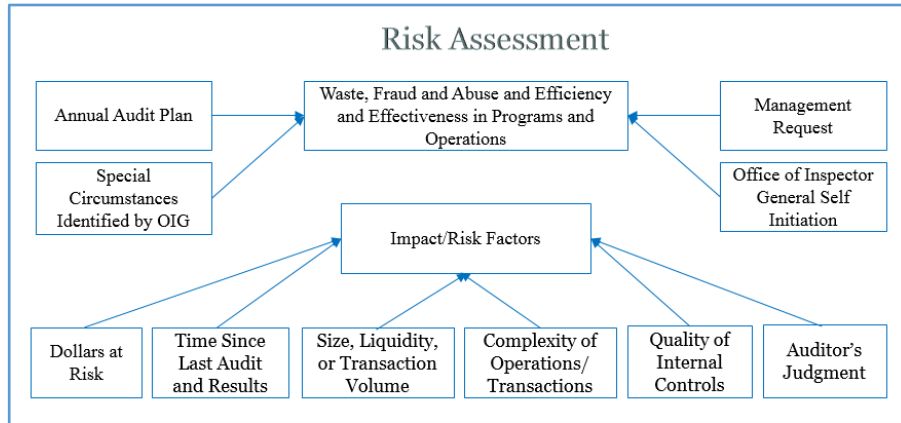 Risk Assessment
Annual Audit Plan
Waste, Fraud and Abuse and Efficiency
and Effectiveness in Programs and
Operations
Management
Request
Special
Circumstances
Identified by OIG
Office of Inspector
General Self
Initiation
Impact/Risk Factors
Dollars at
Risk
Time Since
Last Audit
and Results
Size, Liquidity,
or Transaction
Volume
Complexity of
Operations/
Transactions
Quality of
Internal
Controls
Auditor's
Judgment